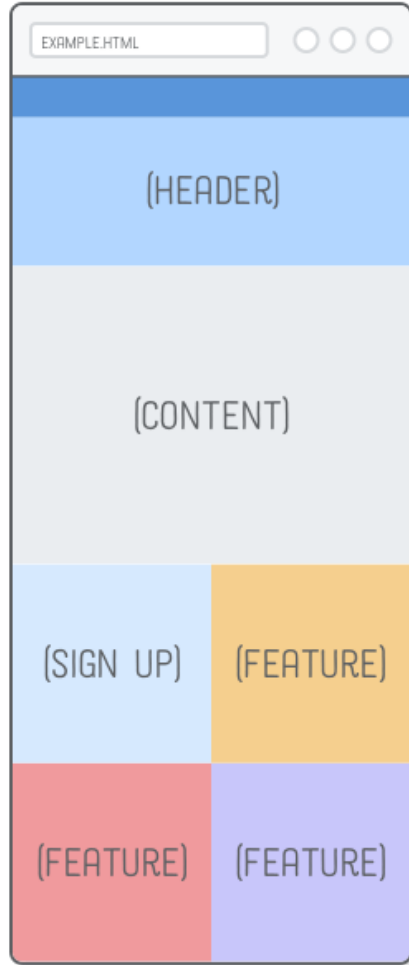 EXAMPLE.HTML
(HEADER)
(CONTENT)
(SIGN UP) (FEATURE)
(FEATURE) (FEATURE)